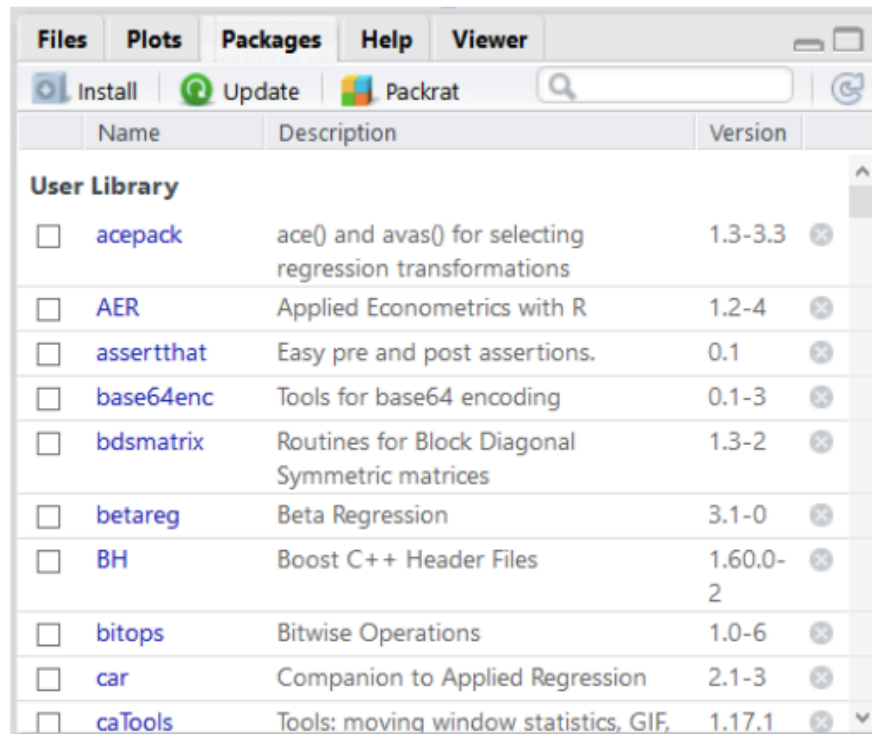 Files Plots Packages Help Viewer
Install Update Packrat
Name Description Version
User Library
acepack ace() and avas() for selecting 1.3-3.3
regression transformations
AER Applied Econometrics with R 1.2-4
assertthat Easy pre and post assertions. 0.1
base64enc Tools for base64 encoding 0.1-3
bdsmatrix Routines for Block Diagonal 1.3-2
Symmetric matrices
betareg Beta Regression 3.1-0
BH Boost C++ Header Files 1.60.0-
2
bitops Bitwise Operations 1.0-6
car Companion to Applied Regression 2.1-3
caTools Tools: moving window statistics, GIF, 1.17.1